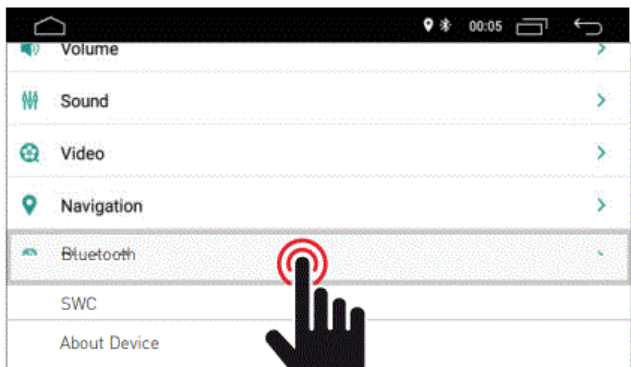 00:05
Volume
Sound
Video
Navigation
Bluetooth
SWC
About Device